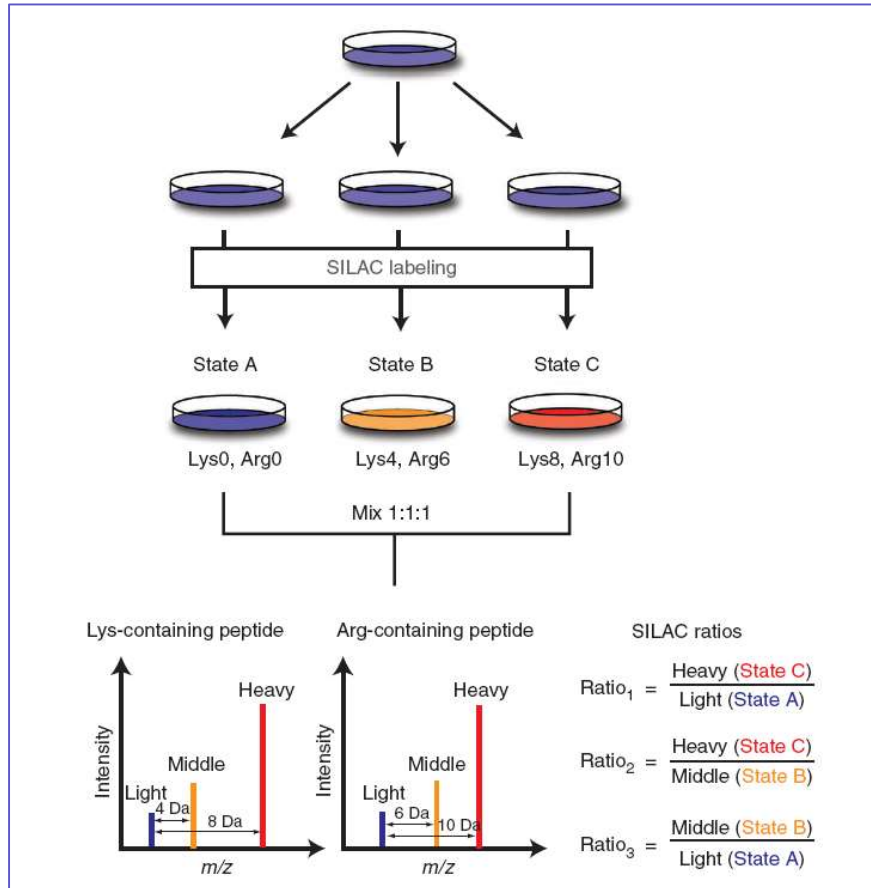 SILAC labeling
State A
State B
State C
Lys0, Arg0
Lys4, Arg6
Lys8, Arg10
Mix 1:1:1
Lys-containing peptide
Intensity
Light
Middle
Heavy
4 Da
8 Da
m/z
Arg-containing peptide
Intensity
Light
Middle
Heavy
6 Da
10 Da
m/z
SILAC ratios
Ratio1 = Heavy (State C)
Light (State A)
Ratio2 = Heavy (State C)
Middle (State B)
Ratio3 = Middle (State B)
Light (State A)